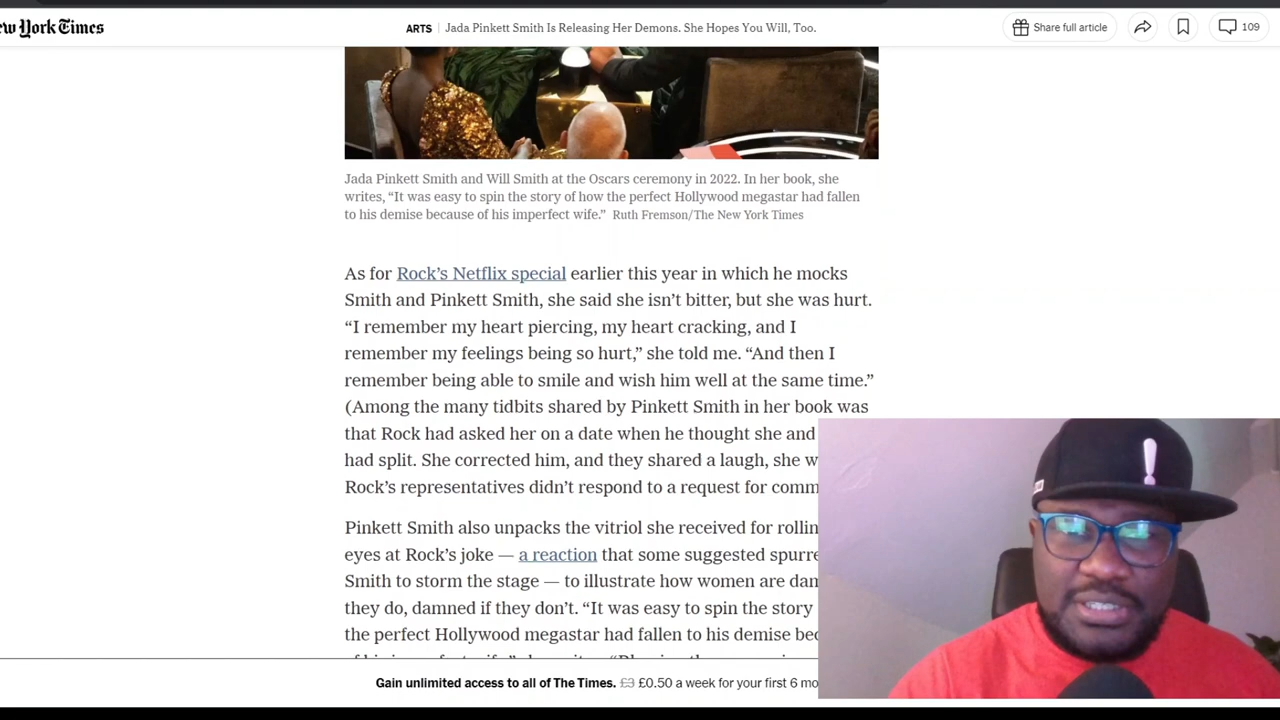 ew York Times
ARTS | Jada Pinkett Smith Is Releasing Her Demons. She Hopes You Will, Too.
Share full article
109
Jada Pinkett Smith and Will Smith at the Oscars ceremony in 2022. In her book, she
writes, “It was easy to spin the story of how the perfect Hollywood megastar had fallen
to his demise because of his imperfect wife.” Ruth Fremson/The New York Times
As for Rock’s Netflix special earlier this year in which he mocks
Smith and Pinkett Smith, she said she isn’t bitter, but she was hurt.
“I remember my heart piercing, my heart cracking, and I
remember my feelings being so hurt,” she told me. “And then I
remember being able to smile and wish him well at the same time.”
(Among the many tidbits shared by Pinkett Smith in her book was
that Rock had asked her on a date when he thought she and
had split. She corrected him, and they shared a laugh, she w
Rock’s representatives didn’t respond to a request for comm
Pinkett Smith also unpacks the vitriol she received for rollin
eyes at Rock’s joke — a reaction that some suggested spurre
Smith to storm the stage — to illustrate how women are dam
they do, damned if they don’t. “It was easy to spin the story
the perfect Hollywood megastar had fallen to his demise bec
Gain unlimited access to all of The Times. £3 £0.50 a week for your first 6 mo
!